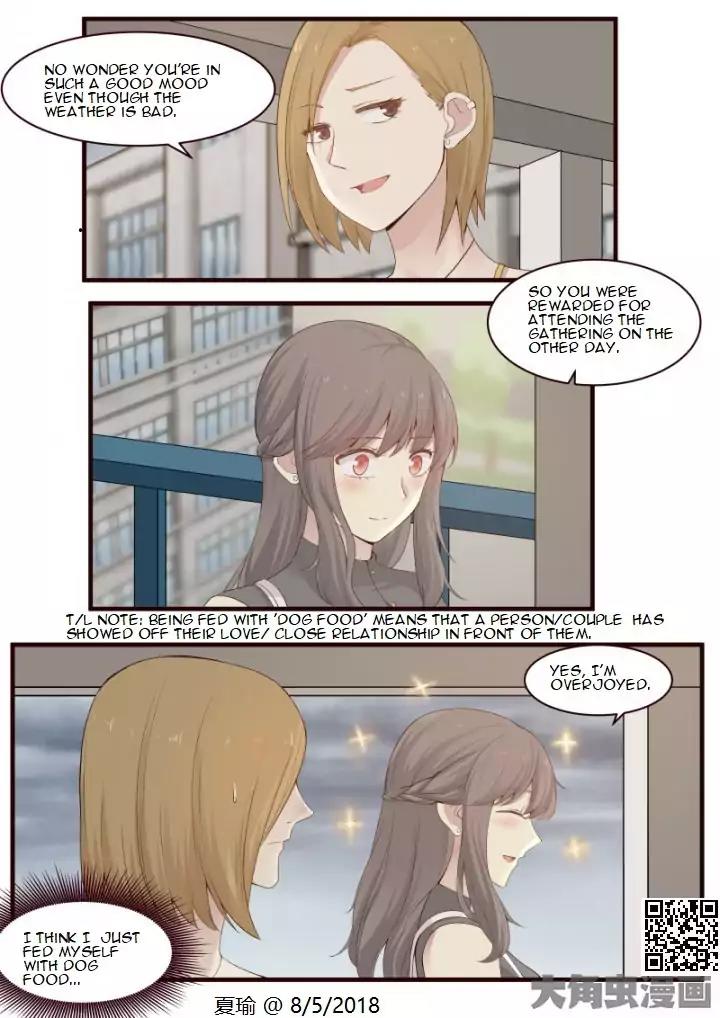 NO WONDER YOU'RE IN
SUCH A GOOD MOOD
EVEN THOUGH THE
WEATHER IS BAD.
SO YOU WERE
REWARDED FOR
ATTENDING THE
GATHERING ON THE
OTHER DAY.
T/L NOTE: BEING FED WITH 'DOG FOOD' MEANS THAT A PERSON/COUPLE HAS
SHOWED OFF THEIR LOVE/ CLOSE RELATIONSHIP IN FRONT OF THEM.
YES, I'M
OVERJOYED.
I THINK I JUST
FED MYSELF
WITH DOG
FOOD...
大角虫漫画
夏瑜 @ 8/5/2018